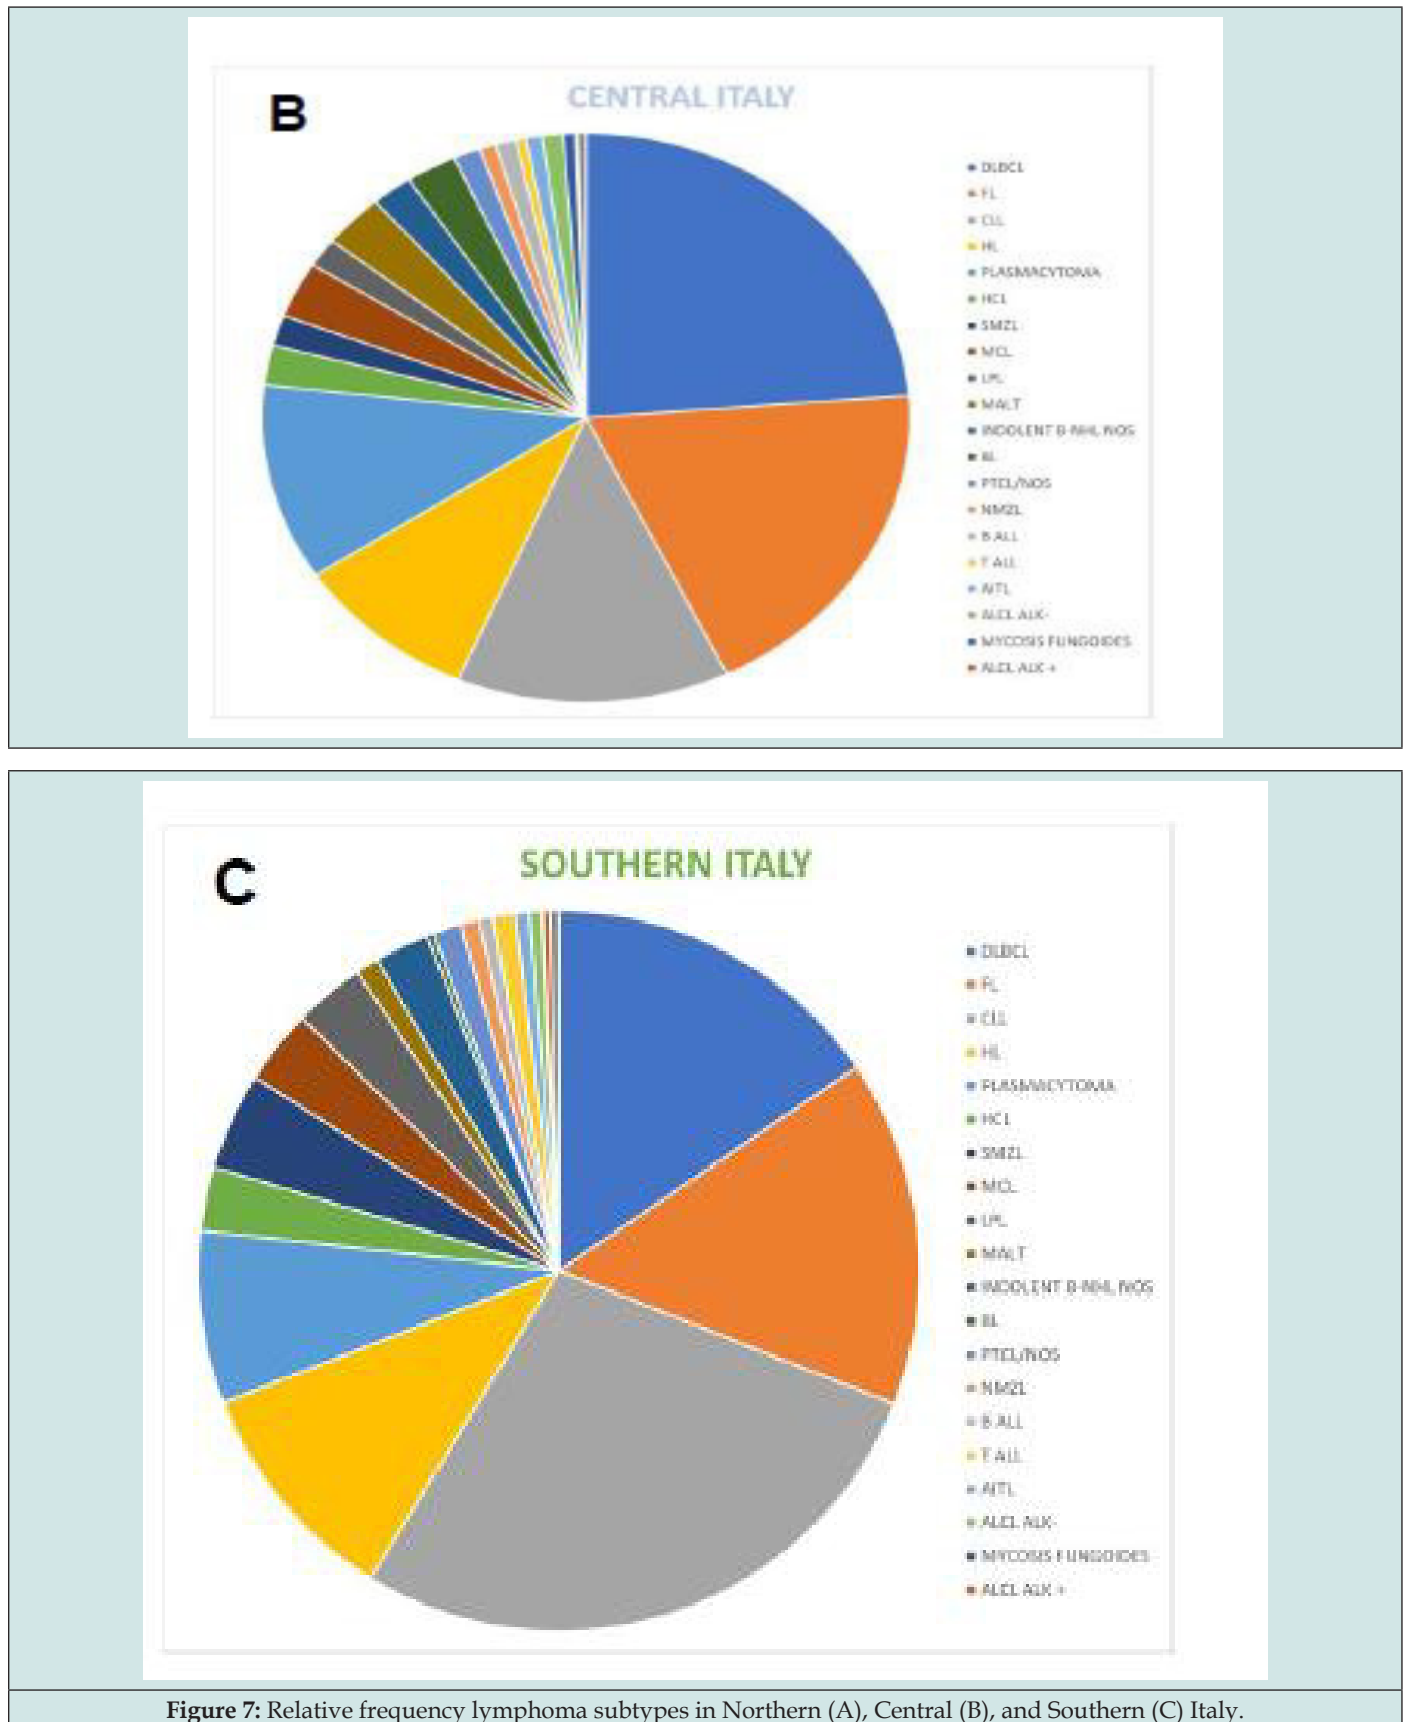 B
CENTRAL ITALY
DLBCL
FL
CLL
HL
PLASMACYTOMA
HCL
SMZL
MCL
LPL
MALT
INDOLENT B-NHL NOS
BL
PTCL/NOS
NMZL
B ALL
T ALL
AITL
ALCL ALK-
MYCOSIS FUNGOIDES
ALCL ALK +
C
SOUTHERN ITALY
DLBCL
FL
CLL
HL
PLASMACYTOMA
HCL
SMZL
MCL
LPL
MALT
INDOLENT B-NHL NOS
BL
PTCL/NOS
NMZL
B ALL
T ALL
AITL
ALCL ALK-
MYCOSIS FUNGOIDES
ALCL ALK +
Figure 7: Relative frequency lymphoma subtypes in Northern (A), Central (B), and Southern (C) Italy.